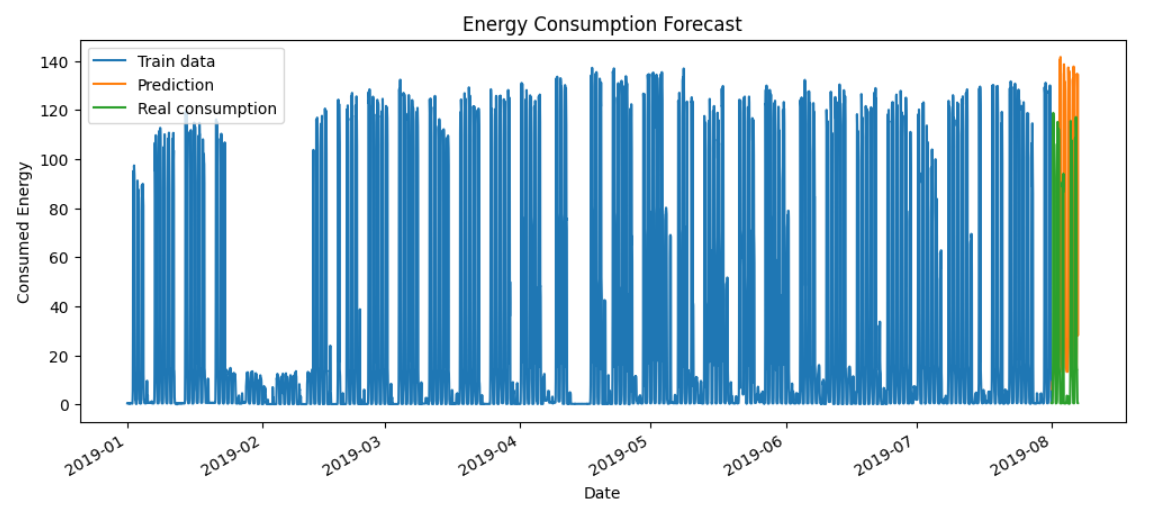 Energy Consumption Forecast
Train data
Prediction
Real consumption
140
120
100
80
60
40
20
0
Consumed Energy
2019-01
2019-02
2019-03
2019-04
2019-05
2019-06
2019-07
2019-08
Date